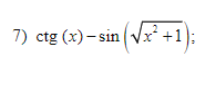 7) ctg (x) – sin (√x² +1);